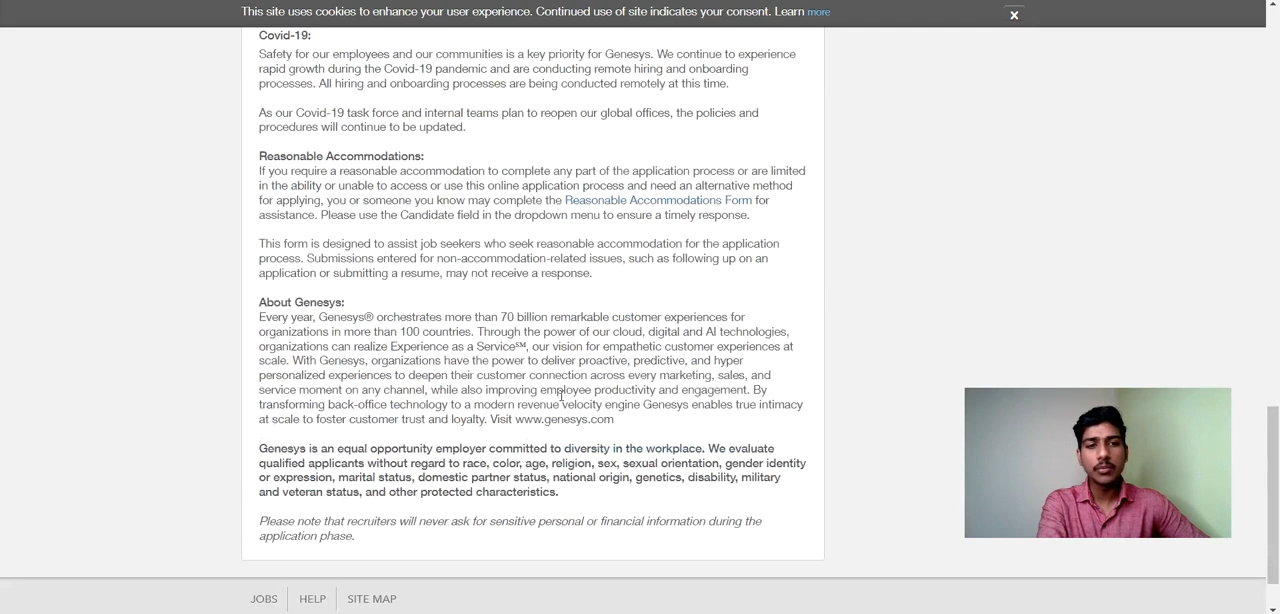 This site uses cookies to enhance your user experience. Continued use of site indicates your consent. Learn more
X
Covid-19:
Safety for our employees and our communities is a key priority for Genesys. We continue to experience
rapid growth during the Covid-19 pandemic and are conducting remote hiring and onboarding
processes. All hiring and onboarding processes are being conducted remotely at this time.
As our Covid-19 task force and internal teams plan to reopen our global offices, the policies and
procedures will continue to be updated.
Reasonable Accommodations:
If you require a reasonable accommodation to complete any part of the application process or are limited
in the ability or unable to access or use this online application process and need an alternative method
for applying, you or someone you know may complete the Reasonable Accommodations Form for
assistance. Please use the Candidate field in the dropdown menu to ensure a timely response.
This form is designed to assist job seekers who seek reasonable accommodation for the application
process. Submissions entered for non-accommodation-related issues, such as following up on an
application or submitting a resume, may not receive a response.
About Genesys:
Every year, Genesys® orchestrates more than 70 billion remarkable customer experiences for
organizations in more than 100 countries. Through the power of our cloud, digital and AI technologies,
organizations can realize Experience as a Service℠, our vision for empathetic customer experiences at
scale. With Genesys, organizations have the power to deliver proactive, predictive, and hyper
personalized experiences to deepen their customer connection across every marketing, sales, and
service moment on any channel, while also improving employee productivity and engagement. By
transforming back-office technology to a modern revenue velocity engine Genesys enables true intimacy
at scale to foster customer trust and loyalty. Visit www.genesys.com
Genesys is an equal opportunity employer committed to diversity in the workplace. We evaluate
qualified applicants without regard to race, color, age, religion, sex, sexual orientation, gender identity
or expression, marital status, domestic partner status, national origin, genetics, disability, military
and veteran status, and other protected characteristics.
Please note that recruiters will never ask for sensitive personal or financial information during the
application phase.
JOBS HELP SITE MAP